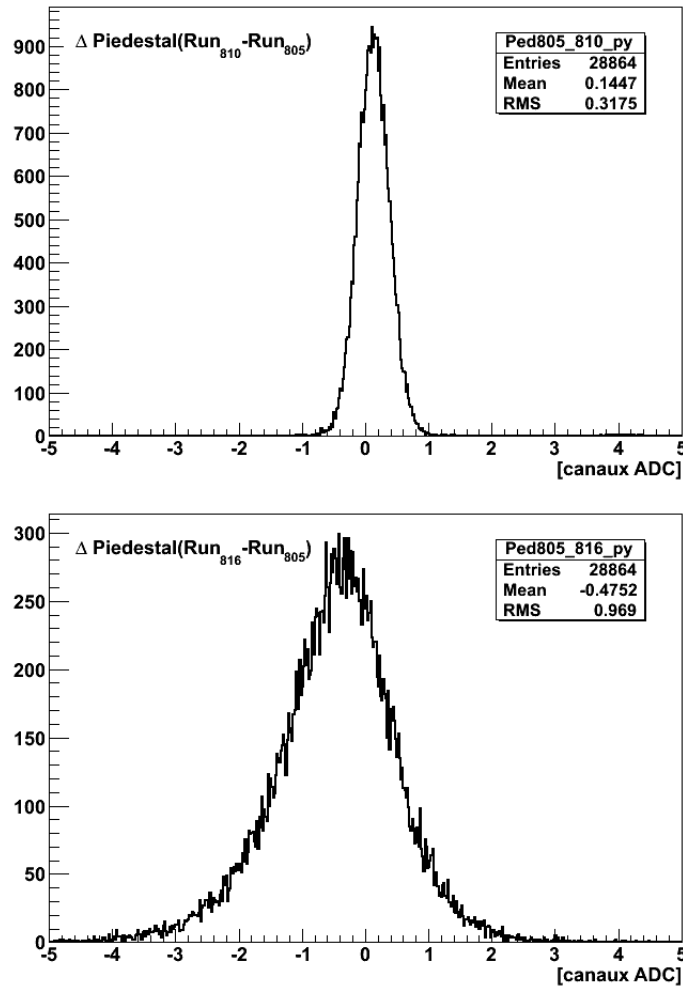 Δ Piedestal(Run810-Run805)
Ped805_810_py
Entries 28864
Mean 0.1447
RMS 0.3175
900
800
700
600
500
400
300
200
100
0
-5 -4 -3 -2 -1 0 1 2 3 4 5
[canaux ADC]
Δ Piedestal(Run816-Run805)
Ped805_816_py
Entries 28864
Mean -0.4752
RMS 0.969
300
250
200
150
100
50
0
-5 -4 -3 -2 -1 0 1 2 3 4 5
[canaux ADC]